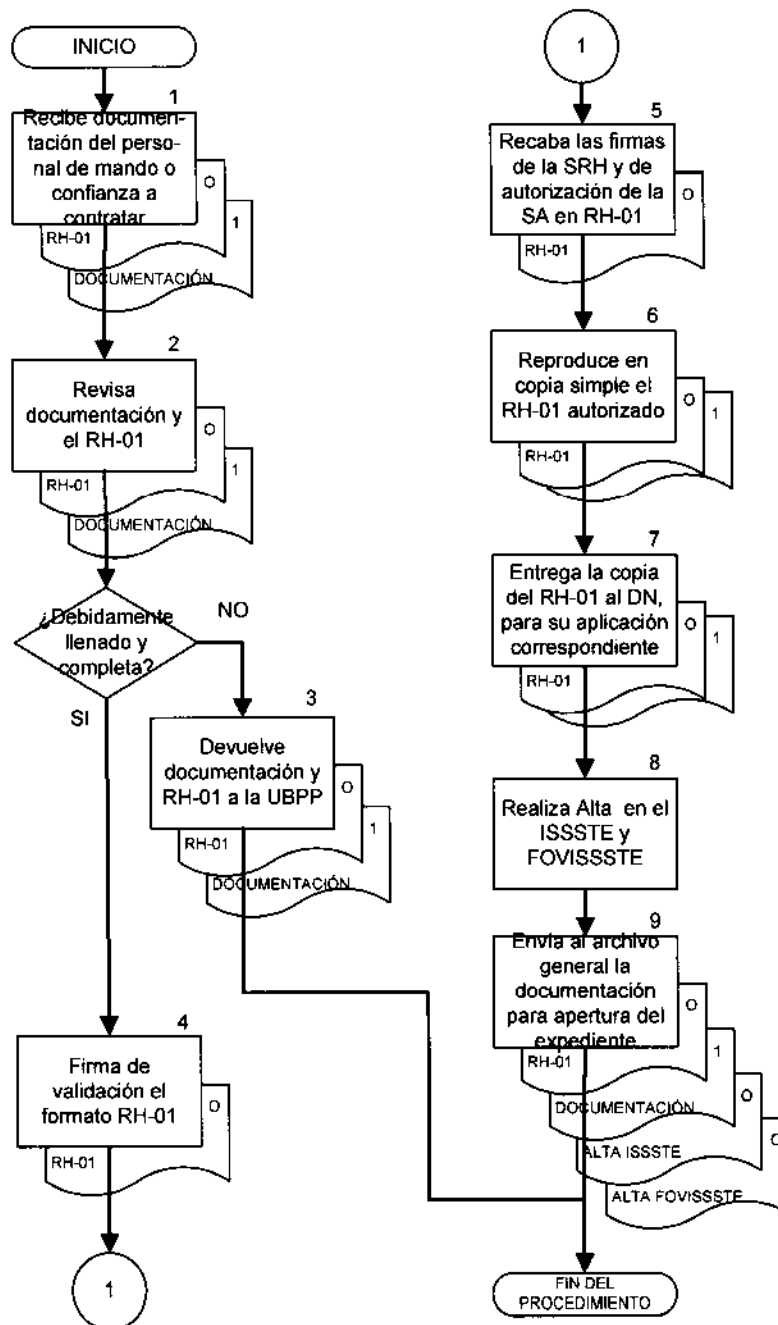 INICIO
1
Recibe documen-
tación del perso-
nal de mando o
confianza a
contratar
O
RH-01
1
DOCUMENTACIÓN
2
Revisa
documentación y
el RH-01
O
RH-01
1
DOCUMENTACIÓN
¿Debidamente
llenado y
completa?
NO
SI
3
Devuelve
documentación y
RH-01 a la UBPP
O
RH-01
1
DOCUMENTACIÓN
4
Firma de
validación el
formato RH-01
O
RH-01
1
1
5
Recaba las firmas
de la SRH y de
autorización de la
SA en RH-01
O
RH-01
6
Reproduce en
copia simple el
RH-01 autorizado
O
1
RH-01
7
Entrega la copia
del RH-01 al DN,
para su aplicación
correspondiente
O
1
RH-01
8
Realiza Alta en el
ISSSTE y
FOVISSSTE
9
Envía al archivo
general la
documentación
para apertura del
expediente
O
RH-01
1
DOCUMENTACIÓN
O
ALTA ISSSTE
O
ALTA FOVISSSTE
FIN DEL
PROCEDIMIENTO